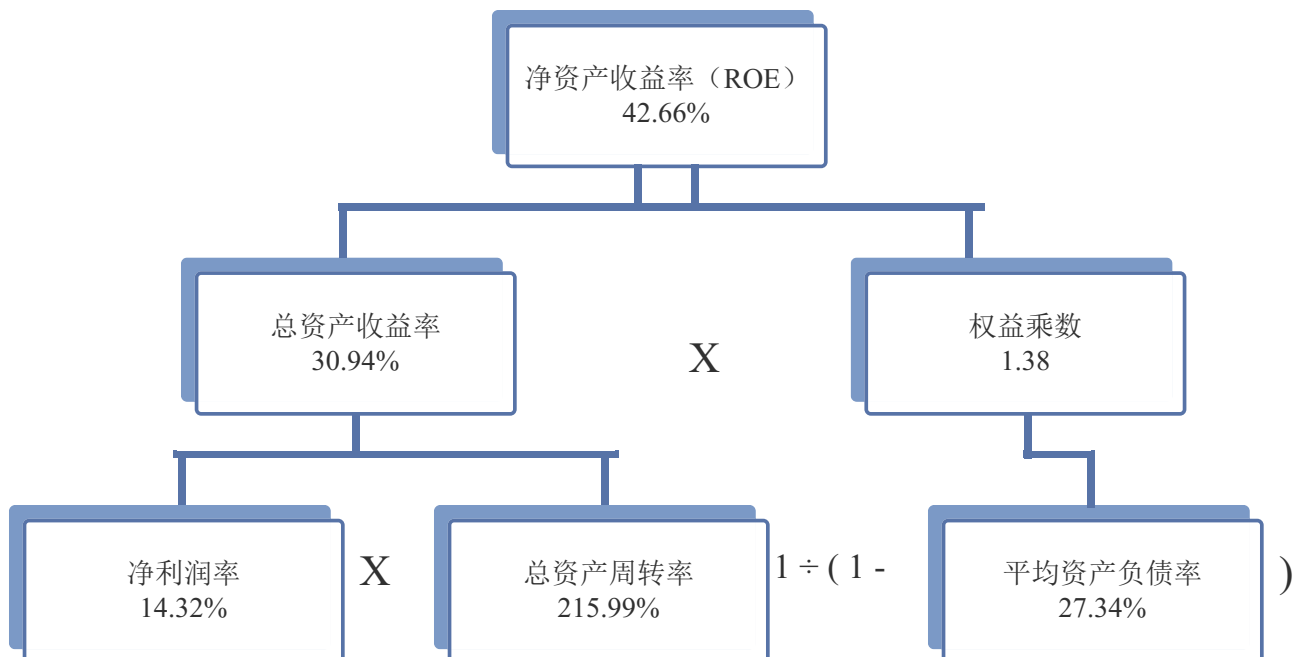 净资产收益率（ROE）
42.66%
总资产收益率
30.94%
X
权益乘数
1.38
净利润率
14.32%
X
总资产周转率
215.99%
1 ÷ ( 1 -
平均资产负债率
27.34%
)